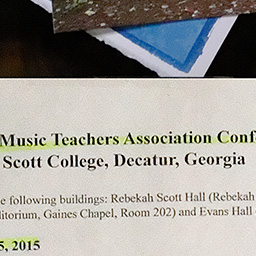 Music Teachers Association Conf
Scott College, Decatur, Georgia
e following buildings: Rebekah Scott Hall (Rebekah
litorium, Gaines Chapel, Room 202) and Evans Hall
5, 2015